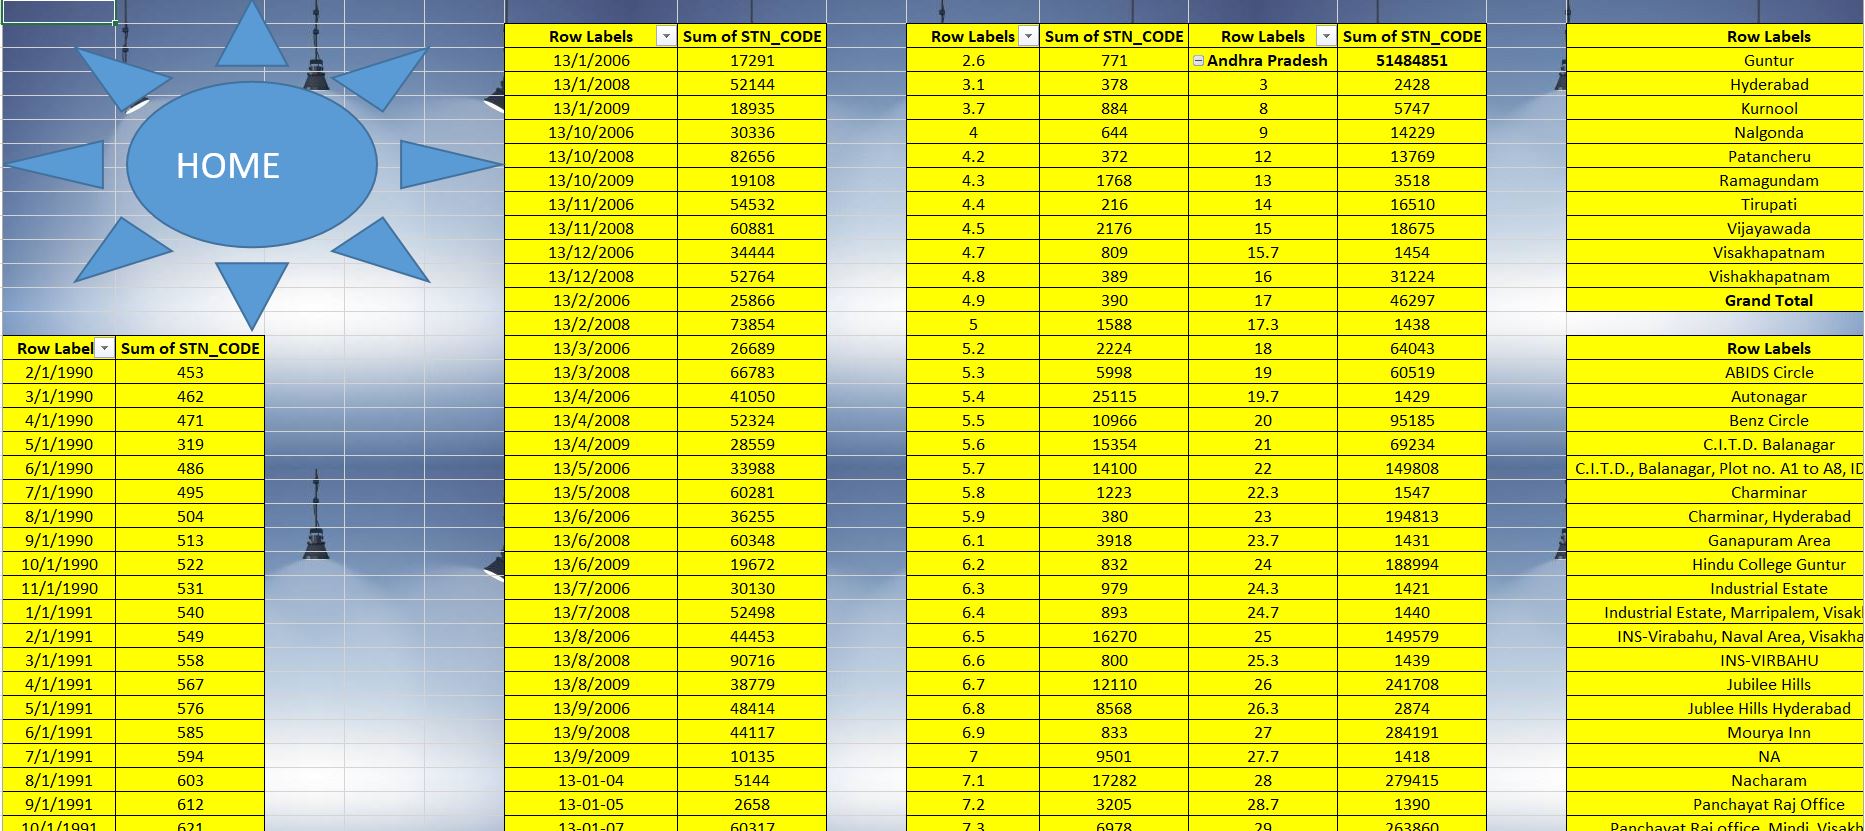 HOME
Row Labels Sum of STN_CODE
13/1/2006 17291
13/1/2008 52144
13/1/2009 18935
13/10/2006 30336
13/10/2008 82656
13/10/2009 19108
13/11/2006 54532
13/11/2008 60881
13/12/2006 34444
13/12/2008 52764
13/2/2006 25866
13/2/2008 73854
13/3/2006 26689
13/3/2008 66783
13/4/2006 41050
13/4/2008 52324
13/4/2009 28559
13/5/2006 33988
13/5/2008 60281
13/6/2006 36255
13/6/2008 60348
13/6/2009 19672
13/7/2006 30130
13/7/2008 52498
13/8/2006 44453
13/8/2008 90716
13/8/2009 38779
13/9/2006 48414
13/9/2008 44117
13/9/2009 10135
13-01-04 5144
13-01-05 2658
13-01-07 60317
Row Label Sum of STN_CODE
2/1/1990 453
3/1/1990 462
4/1/1990 471
5/1/1990 319
6/1/1990 486
7/1/1990 495
8/1/1990 504
9/1/1990 513
10/1/1990 522
11/1/1990 531
1/1/1991 540
2/1/1991 549
3/1/1991 558
4/1/1991 567
5/1/1991 576
6/1/1991 585
7/1/1991 594
8/1/1991 603
9/1/1991 612
10/1/1991 621
Row Labels Sum of STN_CODE Row Labels Sum of STN_CODE
2.6 771 Andhra Pradesh 51484851
3.1 378 3 2428
3.7 884 8 5747
4 644 9 14229
4.2 372 12 13769
4.3 1768 13 3518
4.4 216 14 16510
4.5 2176 15 18675
4.7 809 15.7 1454
4.8 389 16 31224
4.9 390 17 46297
5 1588 17.3 1438
5.2 2224 18 64043
5.3 5998 19 60519
5.4 25115 19.7 1429
5.5 10966 20 95185
5.6 15354 21 69234
5.7 14100 22 149808
5.8 1223 22.3 1547
5.9 380 23 194813
6.1 3918 23.7 1431
6.2 832 24 188994
6.3 979 24.3 1421
6.4 893 24.7 1440
6.5 16270 25 149579
6.6 800 25.3 1439
6.7 12110 26 241708
6.8 8568 26.3 2874
6.9 833 27 284191
7 9501 27.7 1418
7.1 17282 28 279415
7.2 3205 28.7 1390
7.3 6978 29 263860
Row Labels
Guntur
Hyderabad
Kurnool
Nalgonda
Patancheru
Ramagundam
Tirupati
Vijayawada
Visakhapatnam
Vishakhapatnam
Grand Total
Row Labels
ABIDS Circle
Autonagar
Benz Circle
C.I.T.D. Balanagar
C.I.T.D., Balanagar, Plot no. A1 to A8, ID
Charminar
Charminar, Hyderabad
Ganapuram Area
Hindu College Guntur
Industrial Estate
Industrial Estate, Marripalem, Visak
INS-Virabahu, Naval Area, Visakha
INS-VIRBAHU
Jubilee Hills
Jublee Hills Hyderabad
Mourya Inn
NA
Nacharam
Panchayat Raj Office
Panchayat Raj office, Mindi, Visak